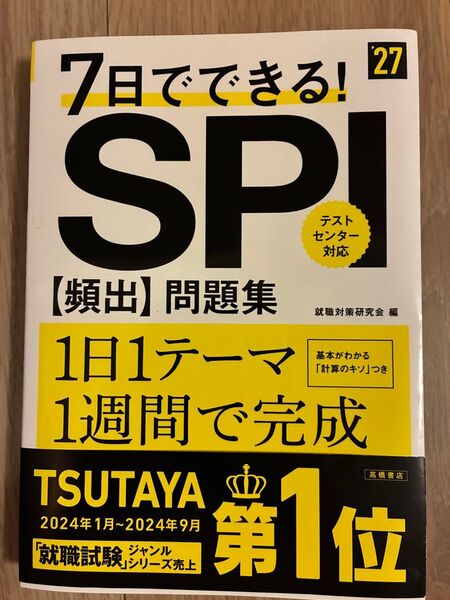 '27
7日でできる!
SPI
テスト
センター
対応
【頻出】問題集
就職対策研究会 編
1日1テーマ
1週間で完成
基本がわかる
「計算のキソ」つき
高橋書店
TSUTAYA
2024年1月~2024年9月
「就職試験」ジャンル
シリーズ売上
第1位